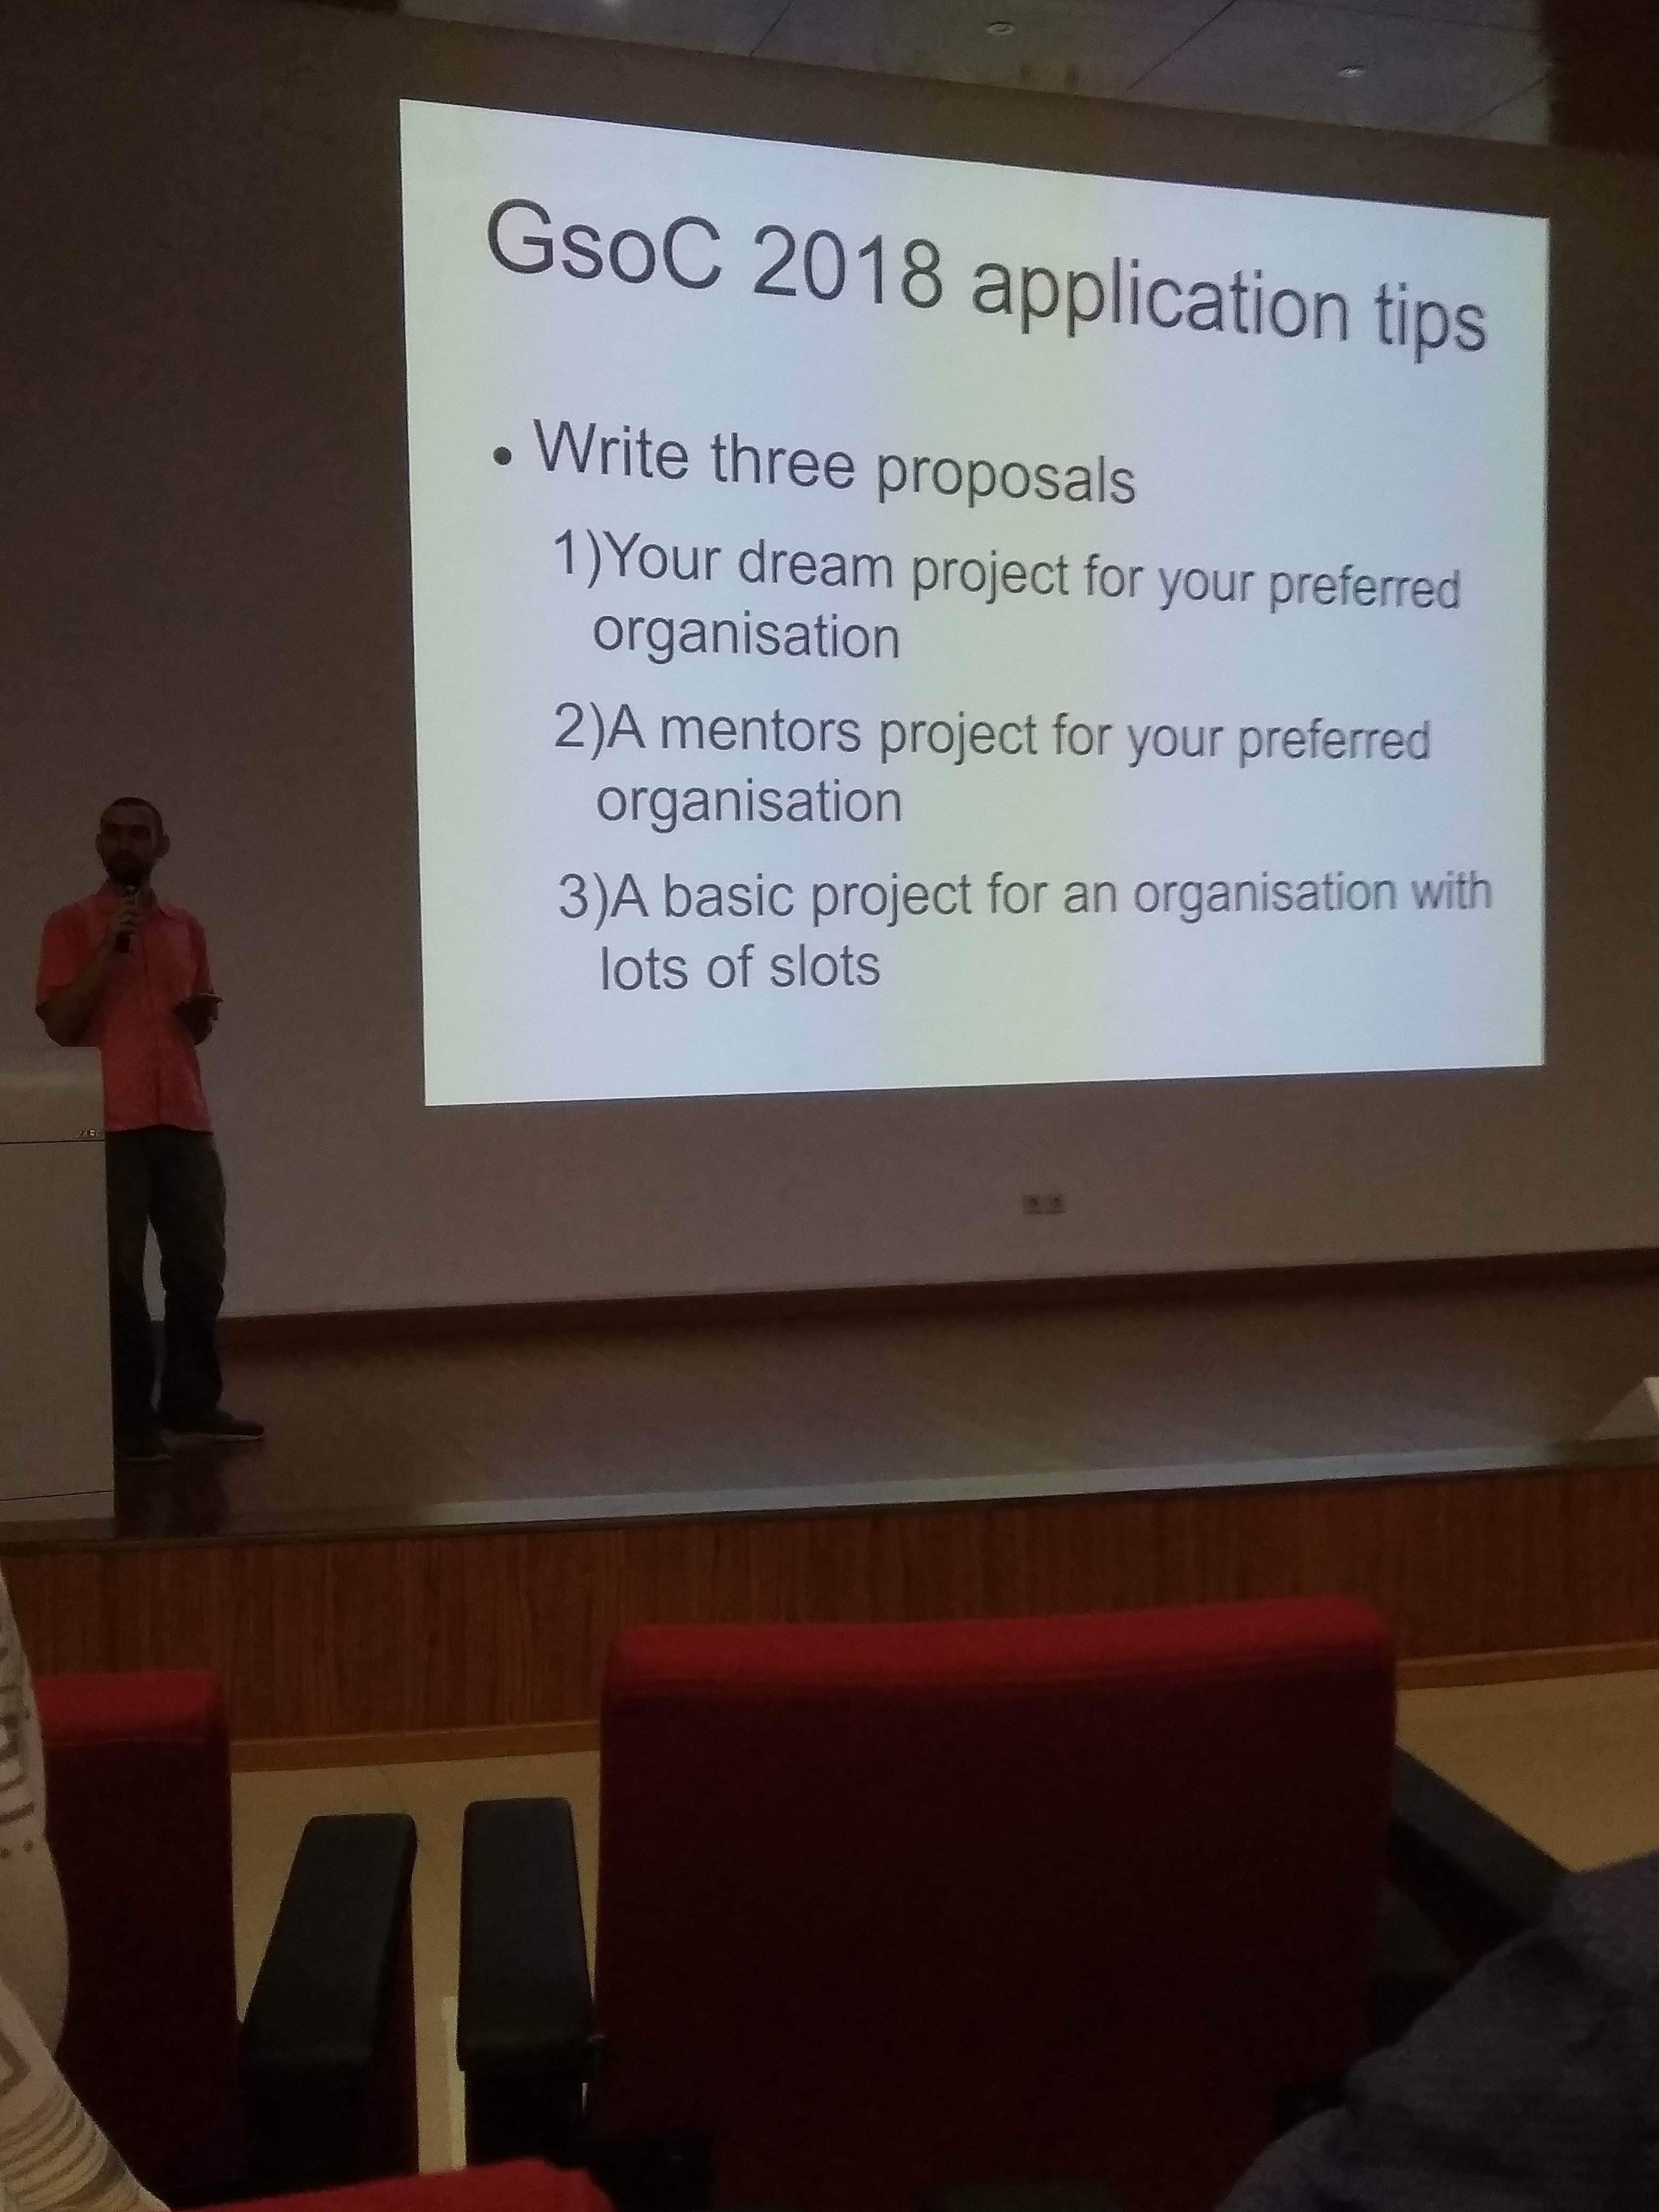 GsoC 2018 application tips
• Write three proposals
1)Your dream project for your preferred
organisation
2)A mentors project for your preferred
organisation
3)A basic project for an organisation with
lots of slots